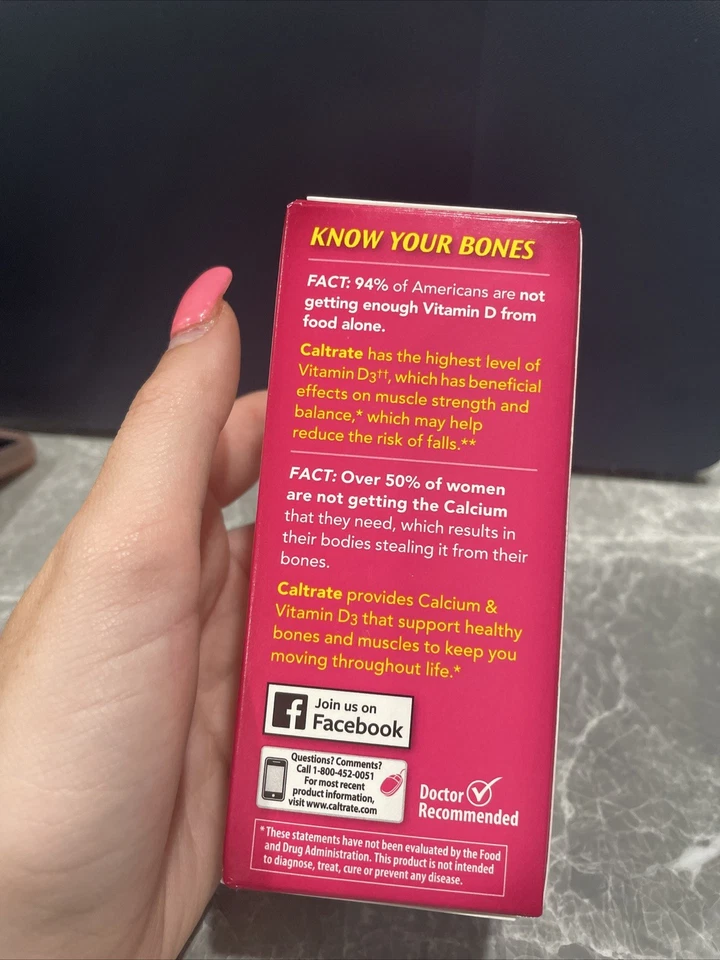 KNOW YOUR BONES
FACT: 94% of Americans are not
getting enough Vitamin D from
food alone.
Caltrate has the highest level of
Vitamin D3††, which has beneficial
effects on muscle strength and
balance,* which may help
reduce the risk of falls.**
FACT: Over 50% of women
are not getting the Calcium
that they need, which results in
their bodies stealing it from their
bones.
Caltrate provides Calcium &
Vitamin D3 that support healthy
bones and muscles to keep you
moving throughout life.*
f Join us on
Facebook
Questions? Comments?
Call 1-800-452-0051
For most recent
product information,
visit www.caltrate.com
Doctor
Recommended
*These statements have not been evaluated by the Food
and Drug Administration. This product is not intended
to diagnose, treat, cure or prevent any disease.